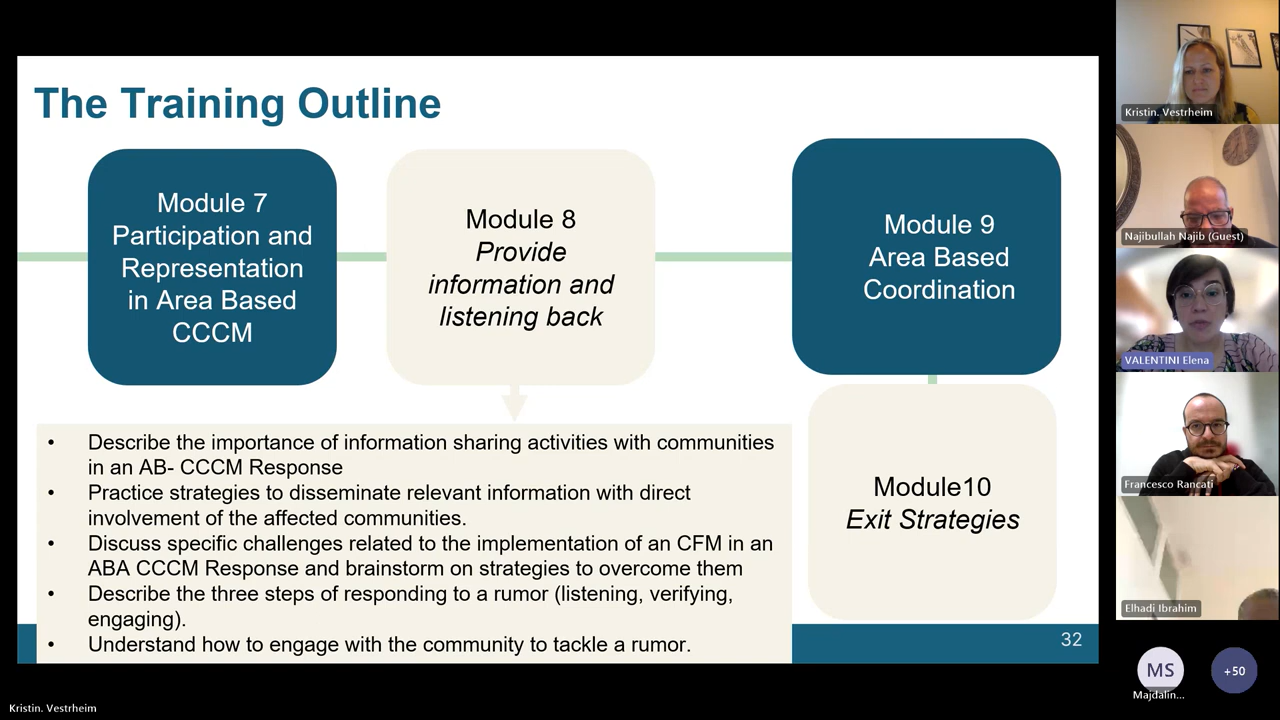 The Training Outline
Module 7
Participation and
Representation
in Area Based
CCCM
Module 8
Provide
information and
listening back
Module 9
Area Based
Coordination
Module10
Exit Strategies
• Describe the importance of information sharing activities with communities
in an AB- CCCM Response
• Practice strategies to disseminate relevant information with direct
involvement of the affected communities.
• Discuss specific challenges related to the implementation of an CFM in an
ABA CCCM Response and brainstorm on strategies to overcome them
• Describe the three steps of responding to a rumor (listening, verifying,
engaging).
• Understand how to engage with the community to tackle a rumor.
32
Kristin. Vestrheim
Najibullah Najib (Guest)
VALENTINI Elena
Francesco Rancati
Elhadi Ibrahim
MS
Majdalin...
+50
Kristin. Vestrheim